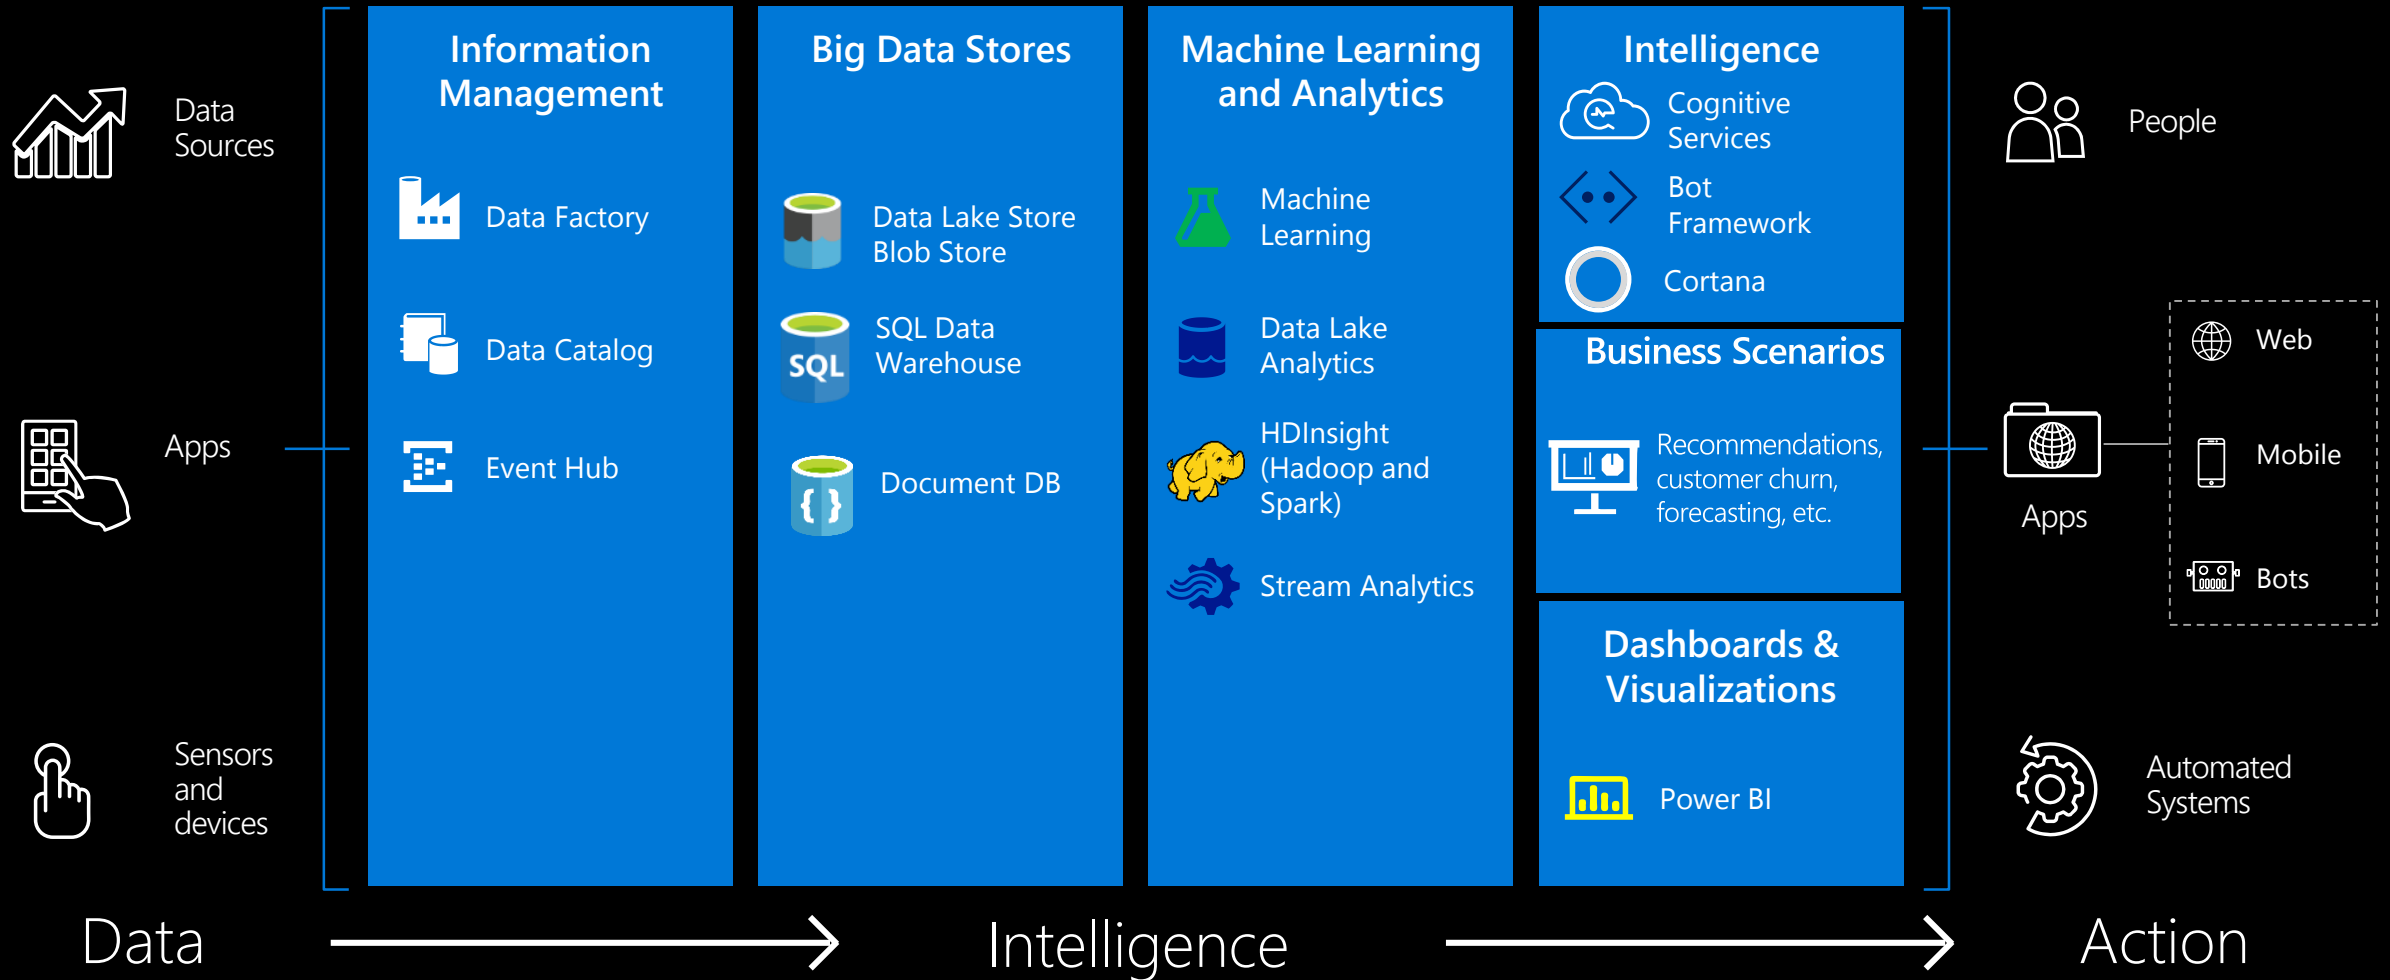 Data
Sources
Apps
Sensors
and
devices
Information
Management
Data Factory
Data Catalog
Event Hub
Big Data Stores
Data Lake Store
Blob Store
SQL
SQL Data
Warehouse
{ }
Document DB
Machine Learning
and Analytics
Machine
Learning
Data Lake
Analytics
HDInsight
(Hadoop and
Spark)
Stream Analytics
Intelligence
Cognitive
Services
Bot
Framework
Cortana
Business Scenarios
Recommendations,
customer churn,
forecasting, etc.
Dashboards &
Visualizations
Power BI
People
Apps
Web
Mobile
Bots
Automated
Systems
Data
Intelligence
Action